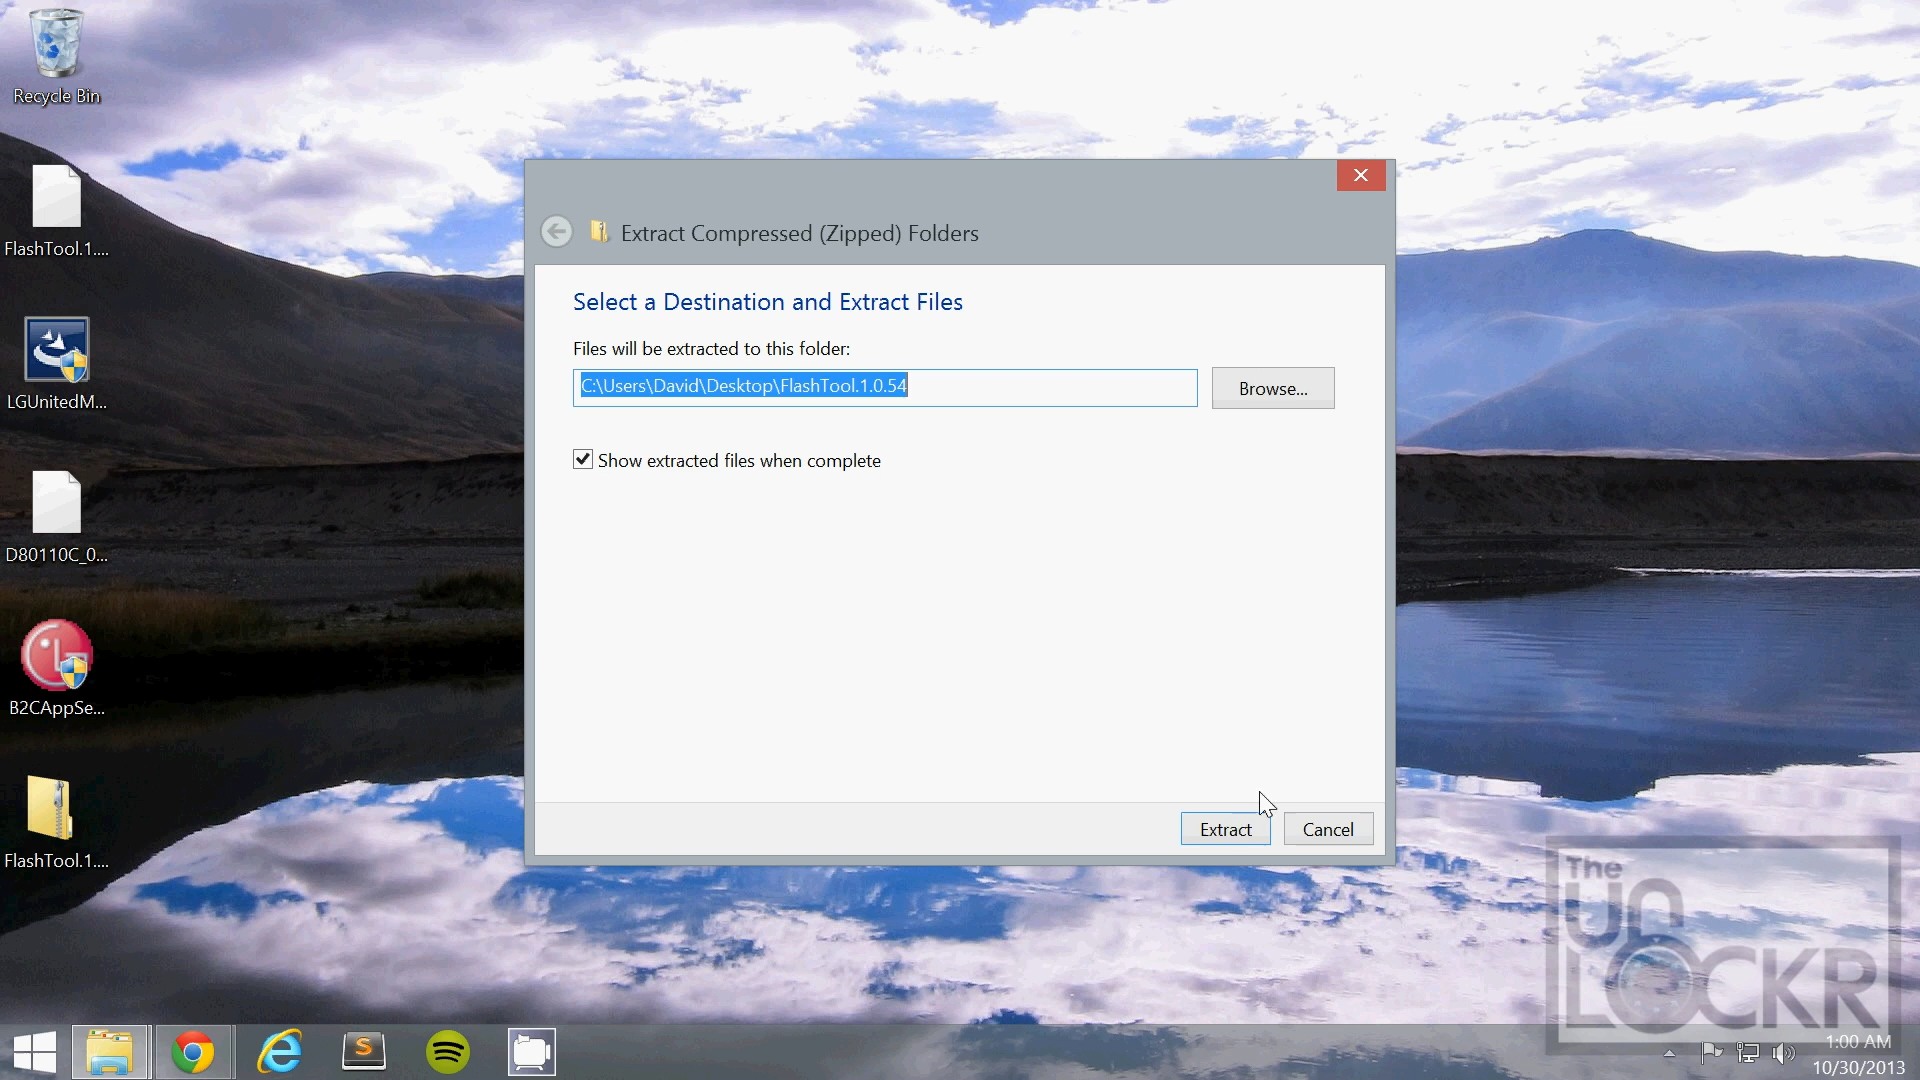 Recycle Bin
FlashTool.1....
LGUnitedM...
D80110C_0...
B2CAppSe...
FlashTool.1....
Extract Compressed (Zipped) Folders
Select a Destination and Extract Files
Files will be extracted to this folder:
C:\Users\David\Desktop\FlashTool.1.0.54
Browse...
Show extracted files when complete
Extract
Cancel
The
UN
LOCKR
1:00 AM
10/30/2013